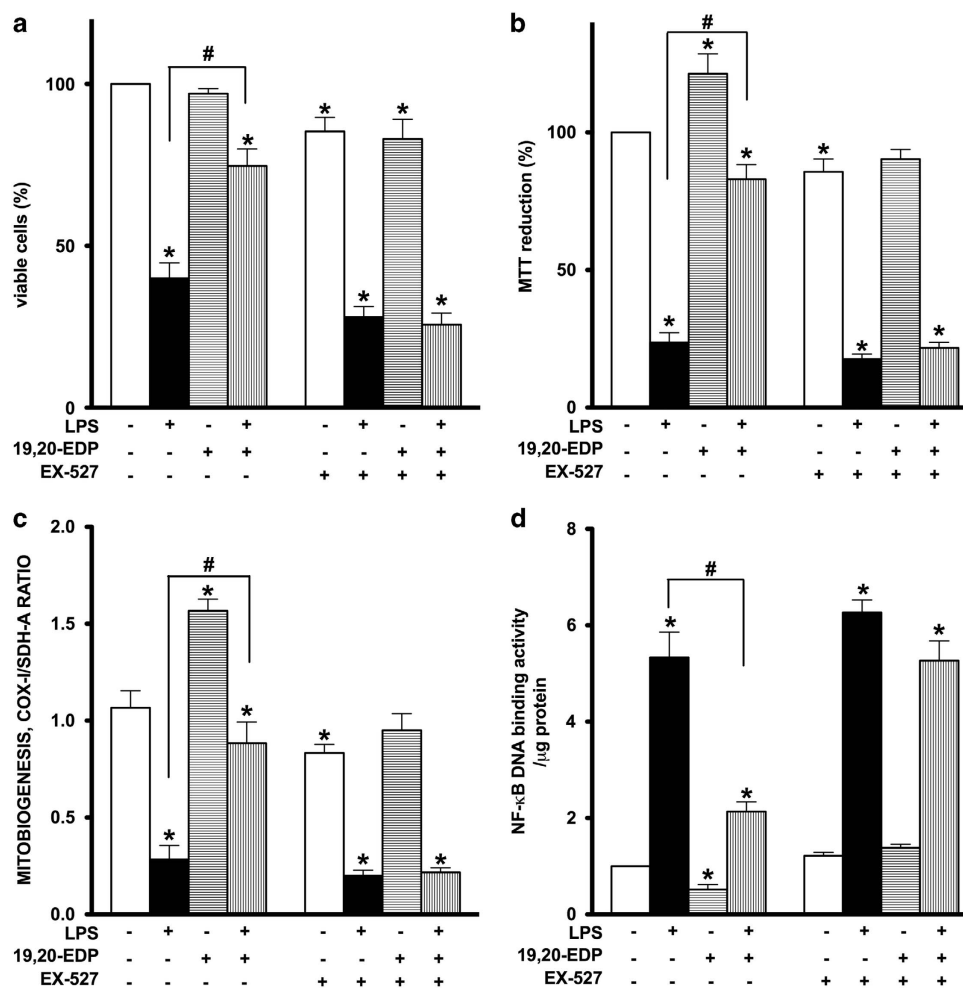 a
#
100
*
*
*
*
*
*
50
0
viable cells (%)
LPS - + - + - + - +
19,20-EDP - - + + - - + +
EX-527 - - - - + + + +
b
#
*
100
*
*
50
*
*
*
0
MTT reduction (%)
LPS - + - + - + - +
19,20-EDP - - + + - - + +
EX-527 - - - - + + + +
c
2.0
#
*
1.5
1.0
*
*
0.5
*
*
*
0.0
MITOBIOGENESIS, COX-I/SDH-A RATIO
LPS - + - + - + - +
19,20-EDP - - + + - - + +
EX-527 - - - - + + + +
d
8
#
*
*
6
*
4
*
2
*
0
NF-κB DNA binding activity
/μg protein
LPS - + - + - + - +
19,20-EDP - - + + - - + +
EX-527 - - - - + + + +